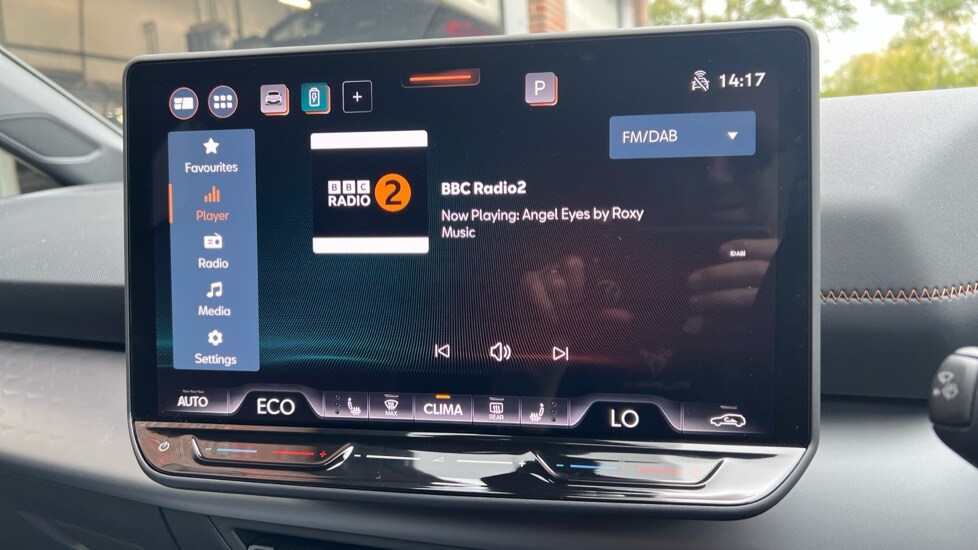 14:17
P
+
FM/DAB
Favourites
Player
Radio
Media
Settings
BBC
RADIO 2
BBC Radio2
Now Playing: Angel Eyes by Roxy
Music
DAB
AUTO
ECO
MAX
CLIMA
REAR
LO